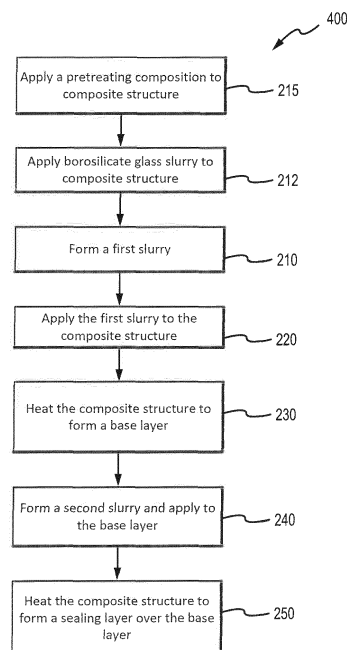 400
Apply a pretreating composition to
composite structure
215
Apply borosilicate glass slurry to
composite structure
212
Form a first slurry
210
Apply the first slurry to the
composite structure
220
Heat the composite structure to
form a base layer
230
Form a second slurry and apply to
the base layer
240
Heat the composite structure to
form a sealing layer over the base
layer
250